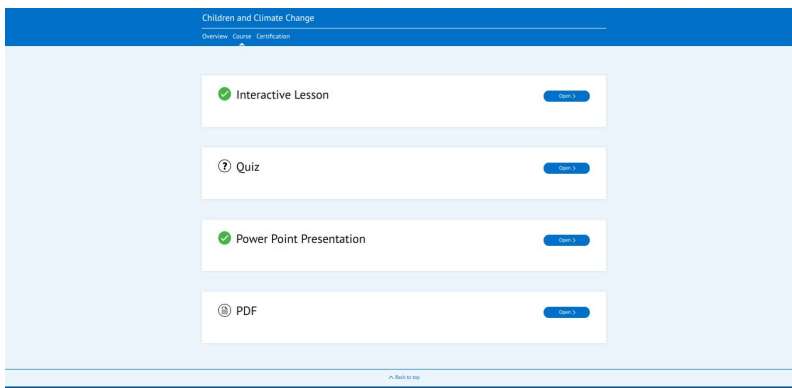 Children and Climate Change
Overview Course Certification
Interactive Lesson
Open >
? Quiz
Open >
Power Point Presentation
Open >
PDF
Open >
Back to top